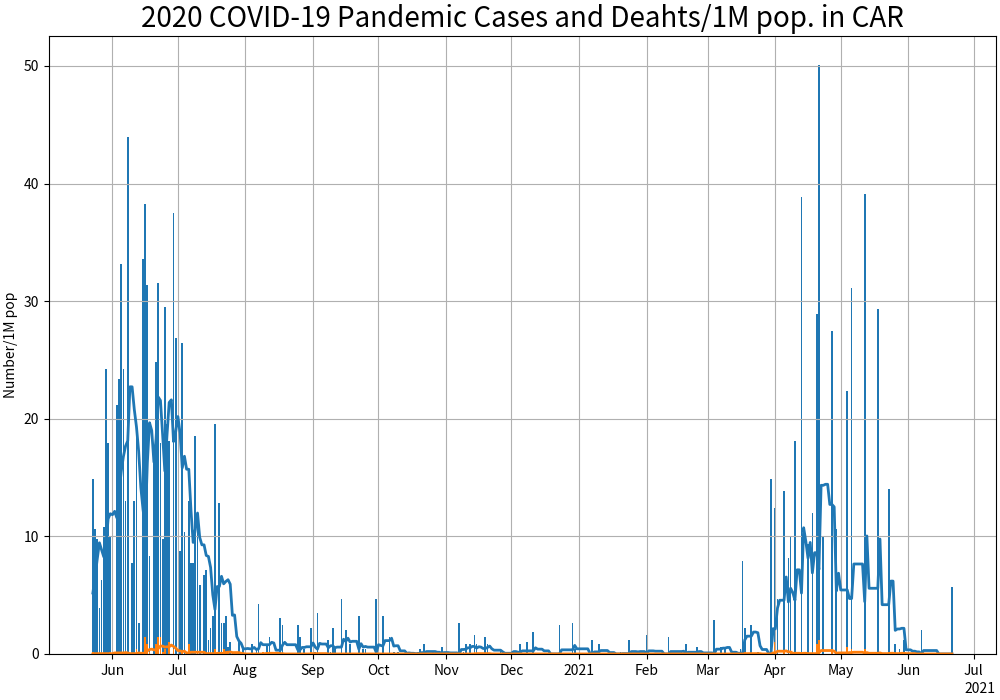 2020 COVID-19 Pandemic Cases and Deahts/1M pop. in CAR
Number/1M pop
50
40
30
20
10
0
Jun Jul Aug Sep Oct Nov Dec 2021 Feb Mar Apr May Jun Jul
2021